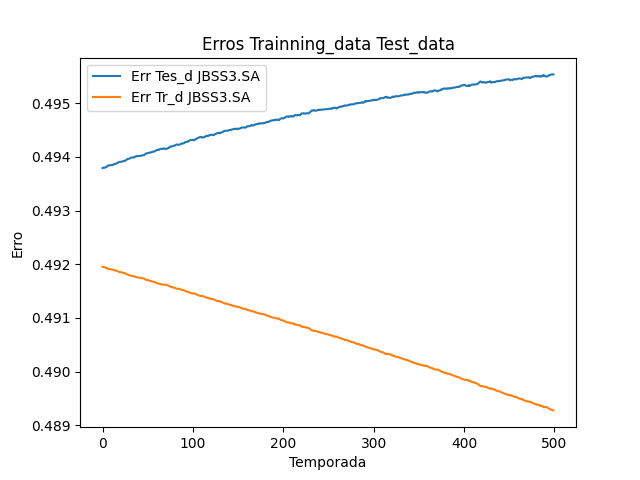 Erros Trainning_data Test_data
Err Tes_d JBSS3.SA
Err Tr_d JBSS3.SA
0.495
0.494
0.493
0.492
0.491
0.490
0.489
Erro
0 100 200 300 400 500
Temporada